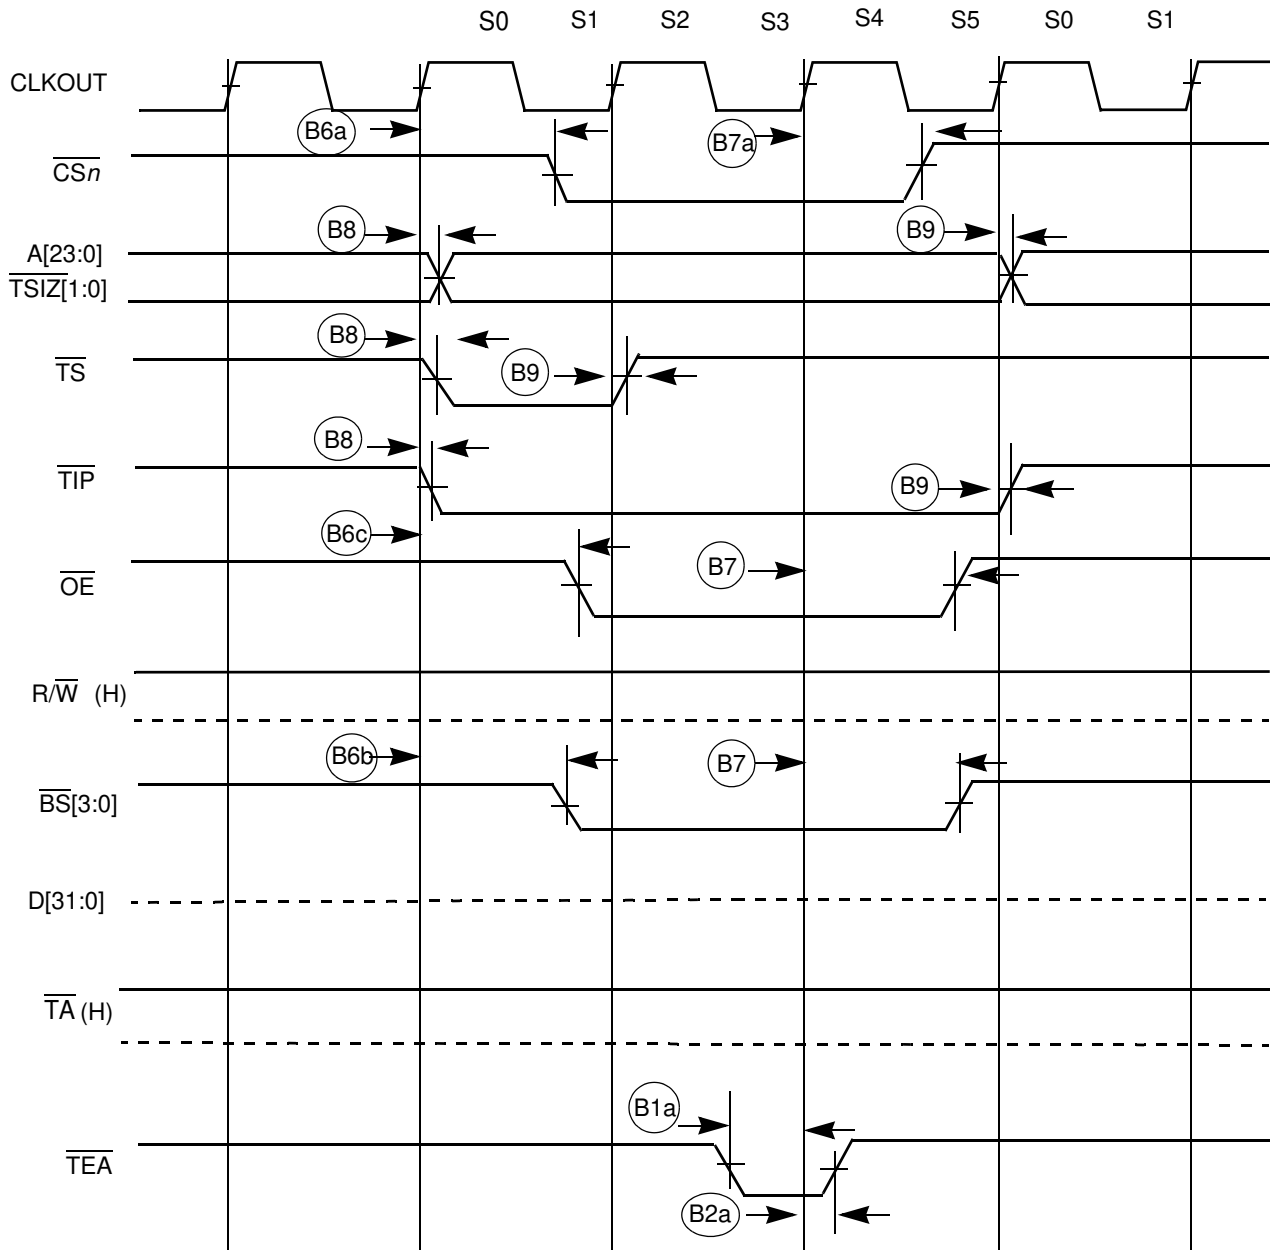 S0 S1 S2 S3 S4 S5 S0 S1
CLKOUT
B6a
B7a
CSn
B8
B9
A[23:0]
TSIZ[1:0]
B8
TS
B9
B8
TIP
B9
B6c
OE
B7
R/W (H)
B6b
B7
BS[3:0]
D[31:0]
TA (H)
B1a
TEA
B2a